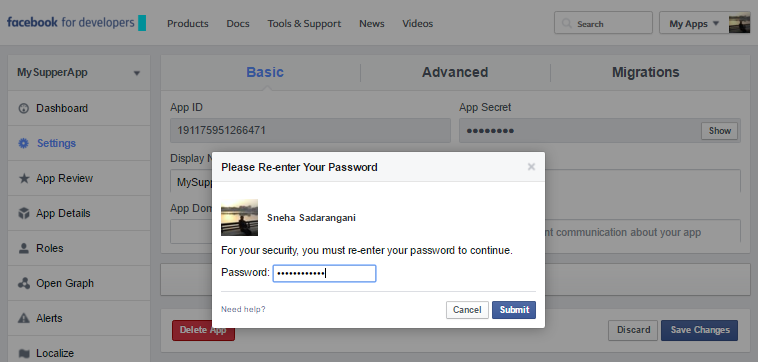 facebook for developers
Products Docs Tools & Support News Videos
Search
My Apps
MySupperApp
Dashboard
Settings
App Review
App Details
Roles
Open Graph
Alerts
Localize
Basic Advanced Migrations
App ID App Secret
191175951266471 •••••••• Show
Display N
MySupp
App Dom
nt communication about your app
Please Re-enter Your Password ×
Sneha Sadarangani
For your security, you must re-enter your password to continue.
Password: ••••••••••••
Need help? Cancel Submit
Delete App Discard Save Changes